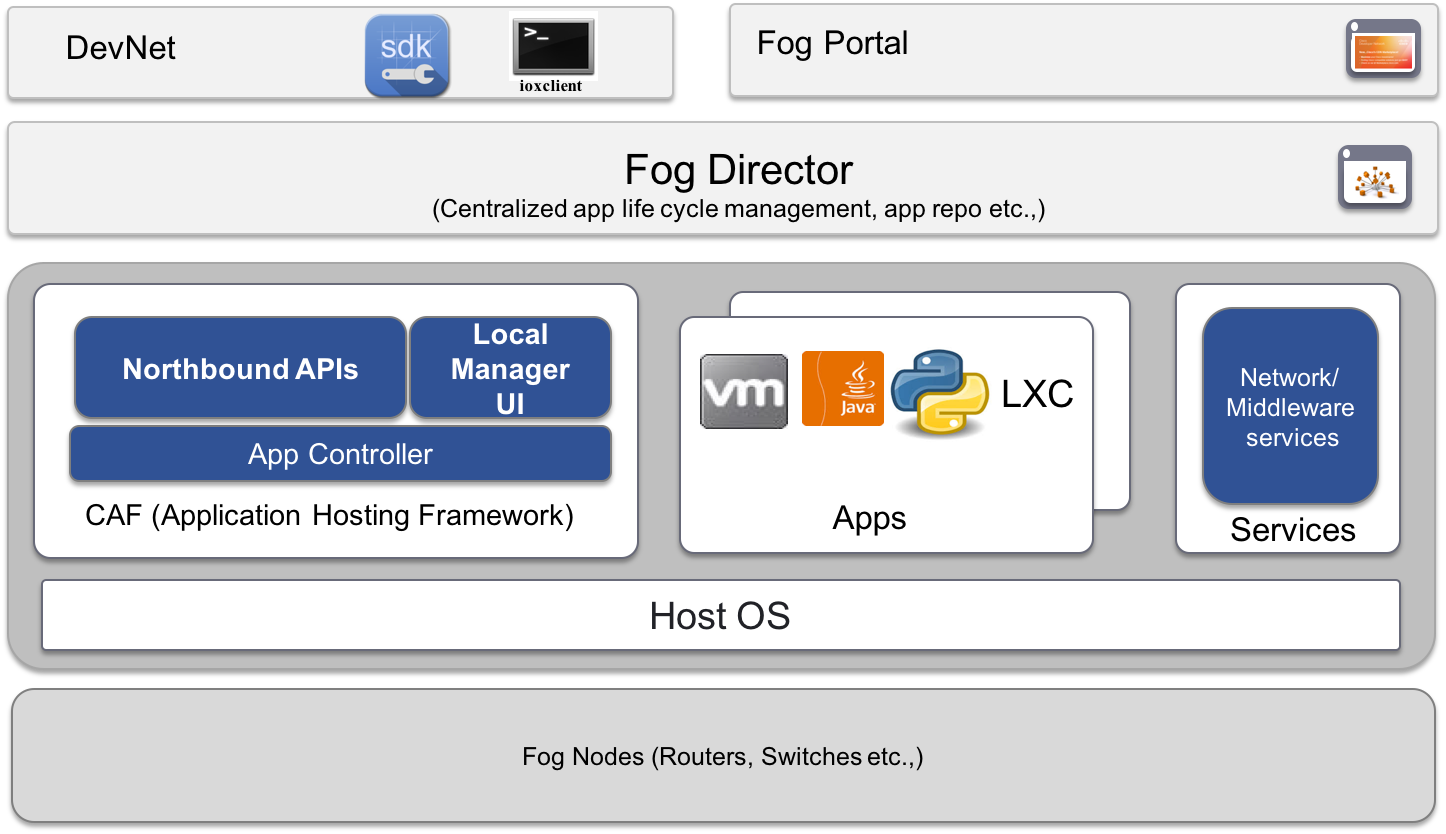 DevNet
sdk
>_
ioxclient
Fog Portal
Fog Director
(Centralized app life cycle management, app repo etc.,)
Northbound APIs
Local
Manager
UI
App Controller
CAF (Application Hosting Framework)
vm
Java
LXC
Apps
Network/
Middleware
services
Services
Host OS
Fog Nodes (Routers, Switches etc.,)